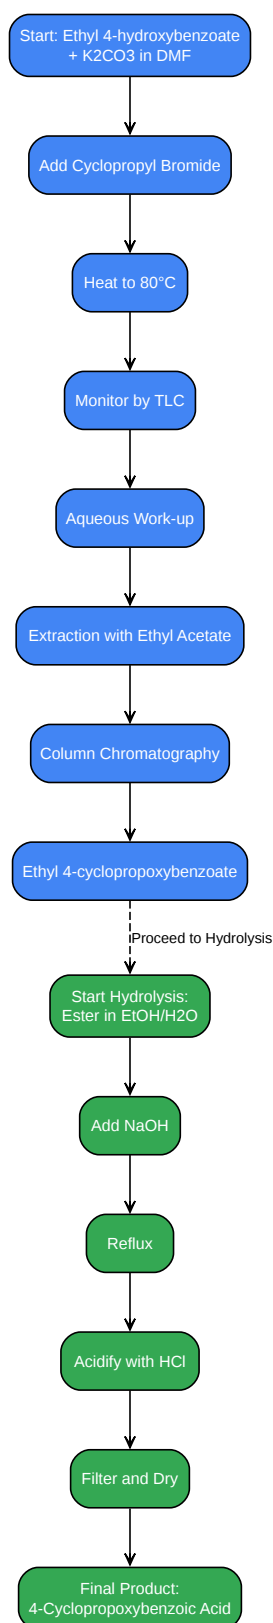 Start: Ethyl 4-hydroxybenzoate
+ K2CO3 in DMF
Add Cyclopropyl Bromide
Heat to 80°C
Monitor by TLC
Aqueous Work-up
Extraction with Ethyl Acetate
Column Chromatography
Ethyl 4-cyclopropoxybenzoate
Proceed to Hydrolysis
Start Hydrolysis:
Ester in EtOH/H2O
Add NaOH
Reflux
Acidify with HCl
Filter and Dry
Final Product:
4-Cyclopropoxybenzoic Acid